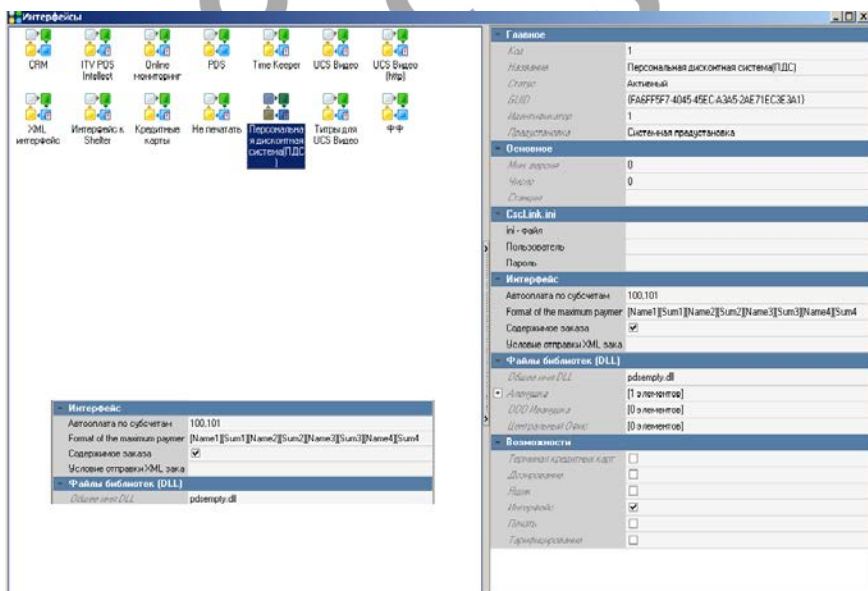 Интерфейсы
CRM
ITV POS Intellect
Online мониторинг
PDS
Time Keeper
UCS Видео
UCS Видео (http)
XML интерфейс
Интерфейс к Shelter
Кредитные карты
Не печатать
Персональная дисконтная система(ПДС)
Титры для UCS Видео
ФФ
Главное
Код 1
Название Персональная дисконтная система(ПДС)
Статус Активный
GUID {FA6FF5F7-4045-45EC-A3A5-2AE71EC3E3A1}
Идентификатор 1
Предустановка Системная предустановка
Основное
Мин. версия 0
Число 0
Станция
CscLink.ini
ini - файл
Пользователь
Пароль
Интерфейс
Автооплата по субсчетам 100,101
Format of the maximum paymer [Name1][Sum1][Name2][Sum2][Name3][Sum3][Name4][Sum4
Содержимое заказа
Условие отправки XML зака
Файлы библиотек (DLL)
Общее имя DLL pdsempty.dll
[1 элементов]
ООО Иванушка [0 элементов]
Центральный Офис [0 элементов]
Возможности
Терминал кредитных карт
Дозирование
Ящик
Интерфейс
Печать
Тарифицирование
Интерфейс
Автооплата по субсчетам 100,101
Format of the maximum paymer [Name1][Sum1][Name2][Sum2][Name3][Sum3][Name4][Sum4
Содержимое заказа
Условие отправки XML зака
Файлы библиотек (DLL)
Общее имя DLL pdsempty.dll